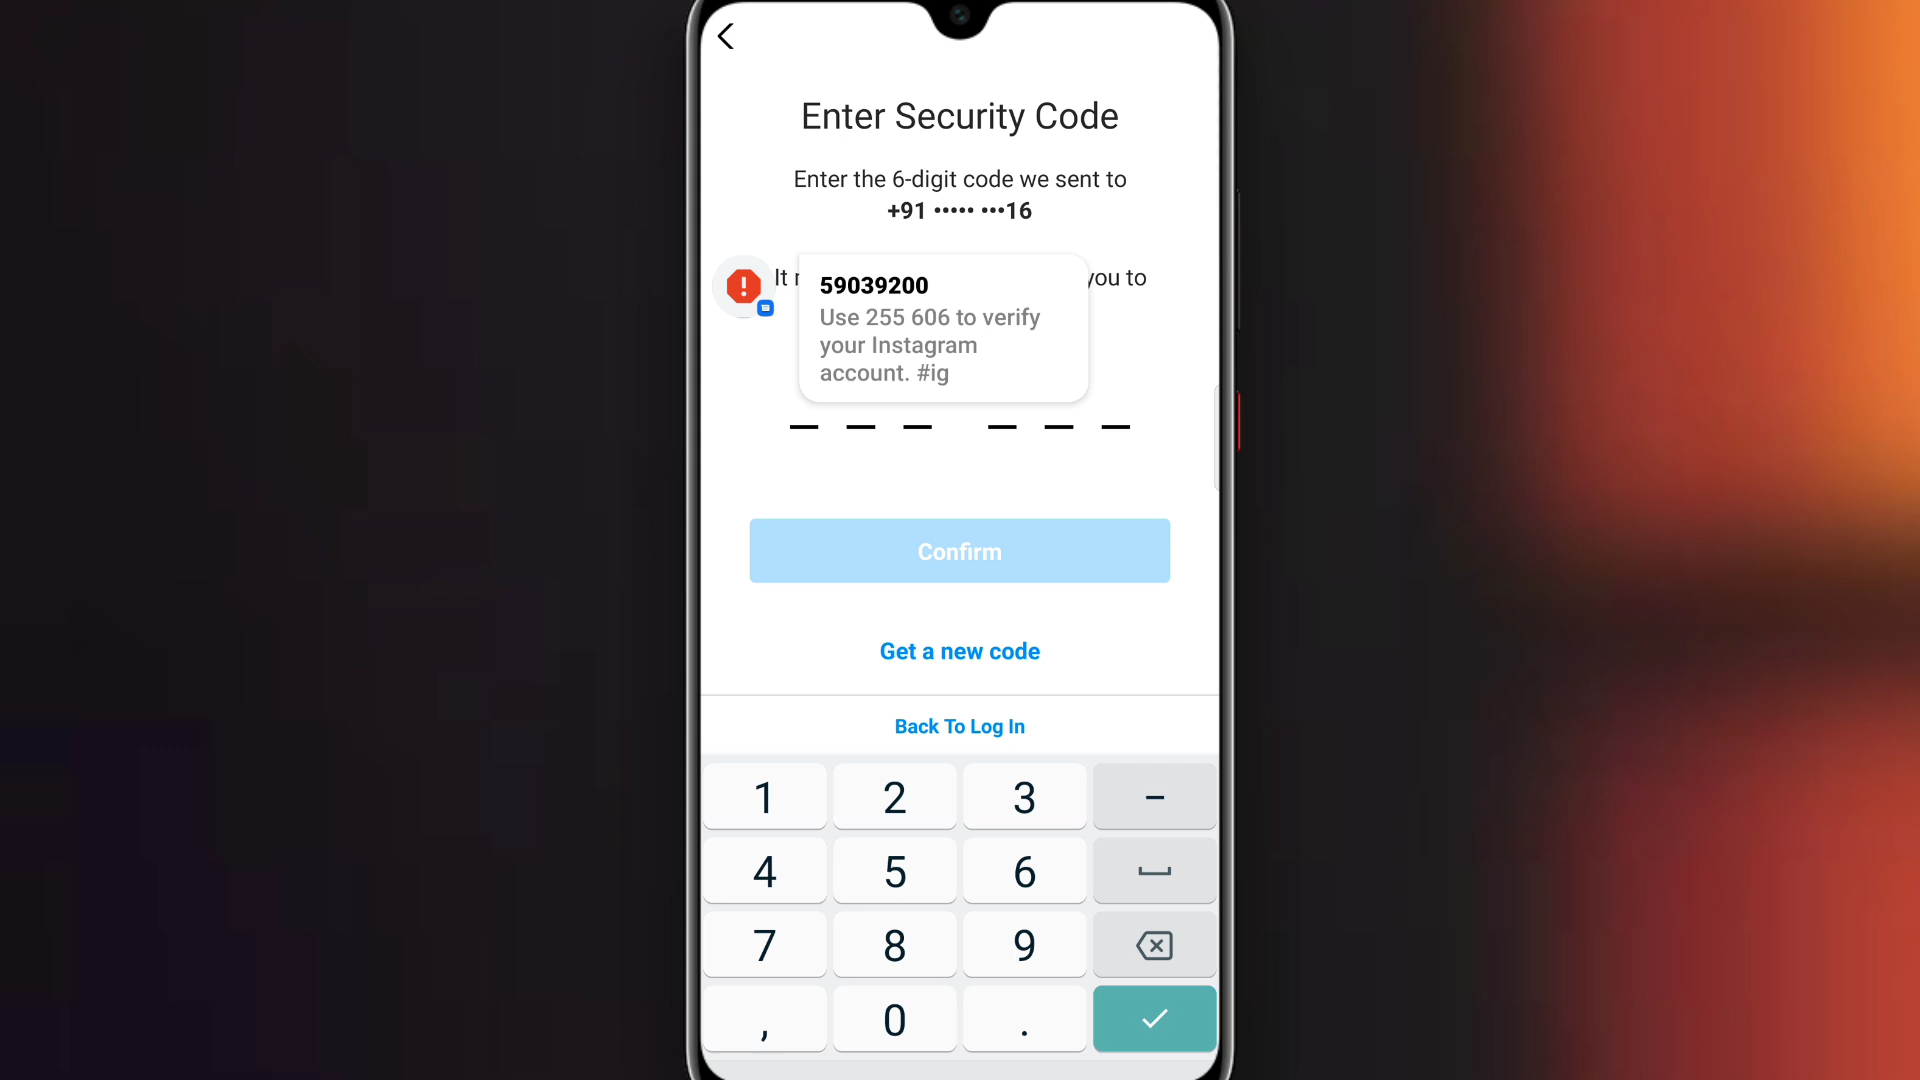 Enter Security Code
Enter the 6-digit code we sent to
+91 ••••• •••16
It
you to
59039200
Use 255 606 to verify
your Instagram
account. #ig
Confirm
Get a new code
Back To Log In
1 2 3 –
4 5 6
7 8 9
, 0 .